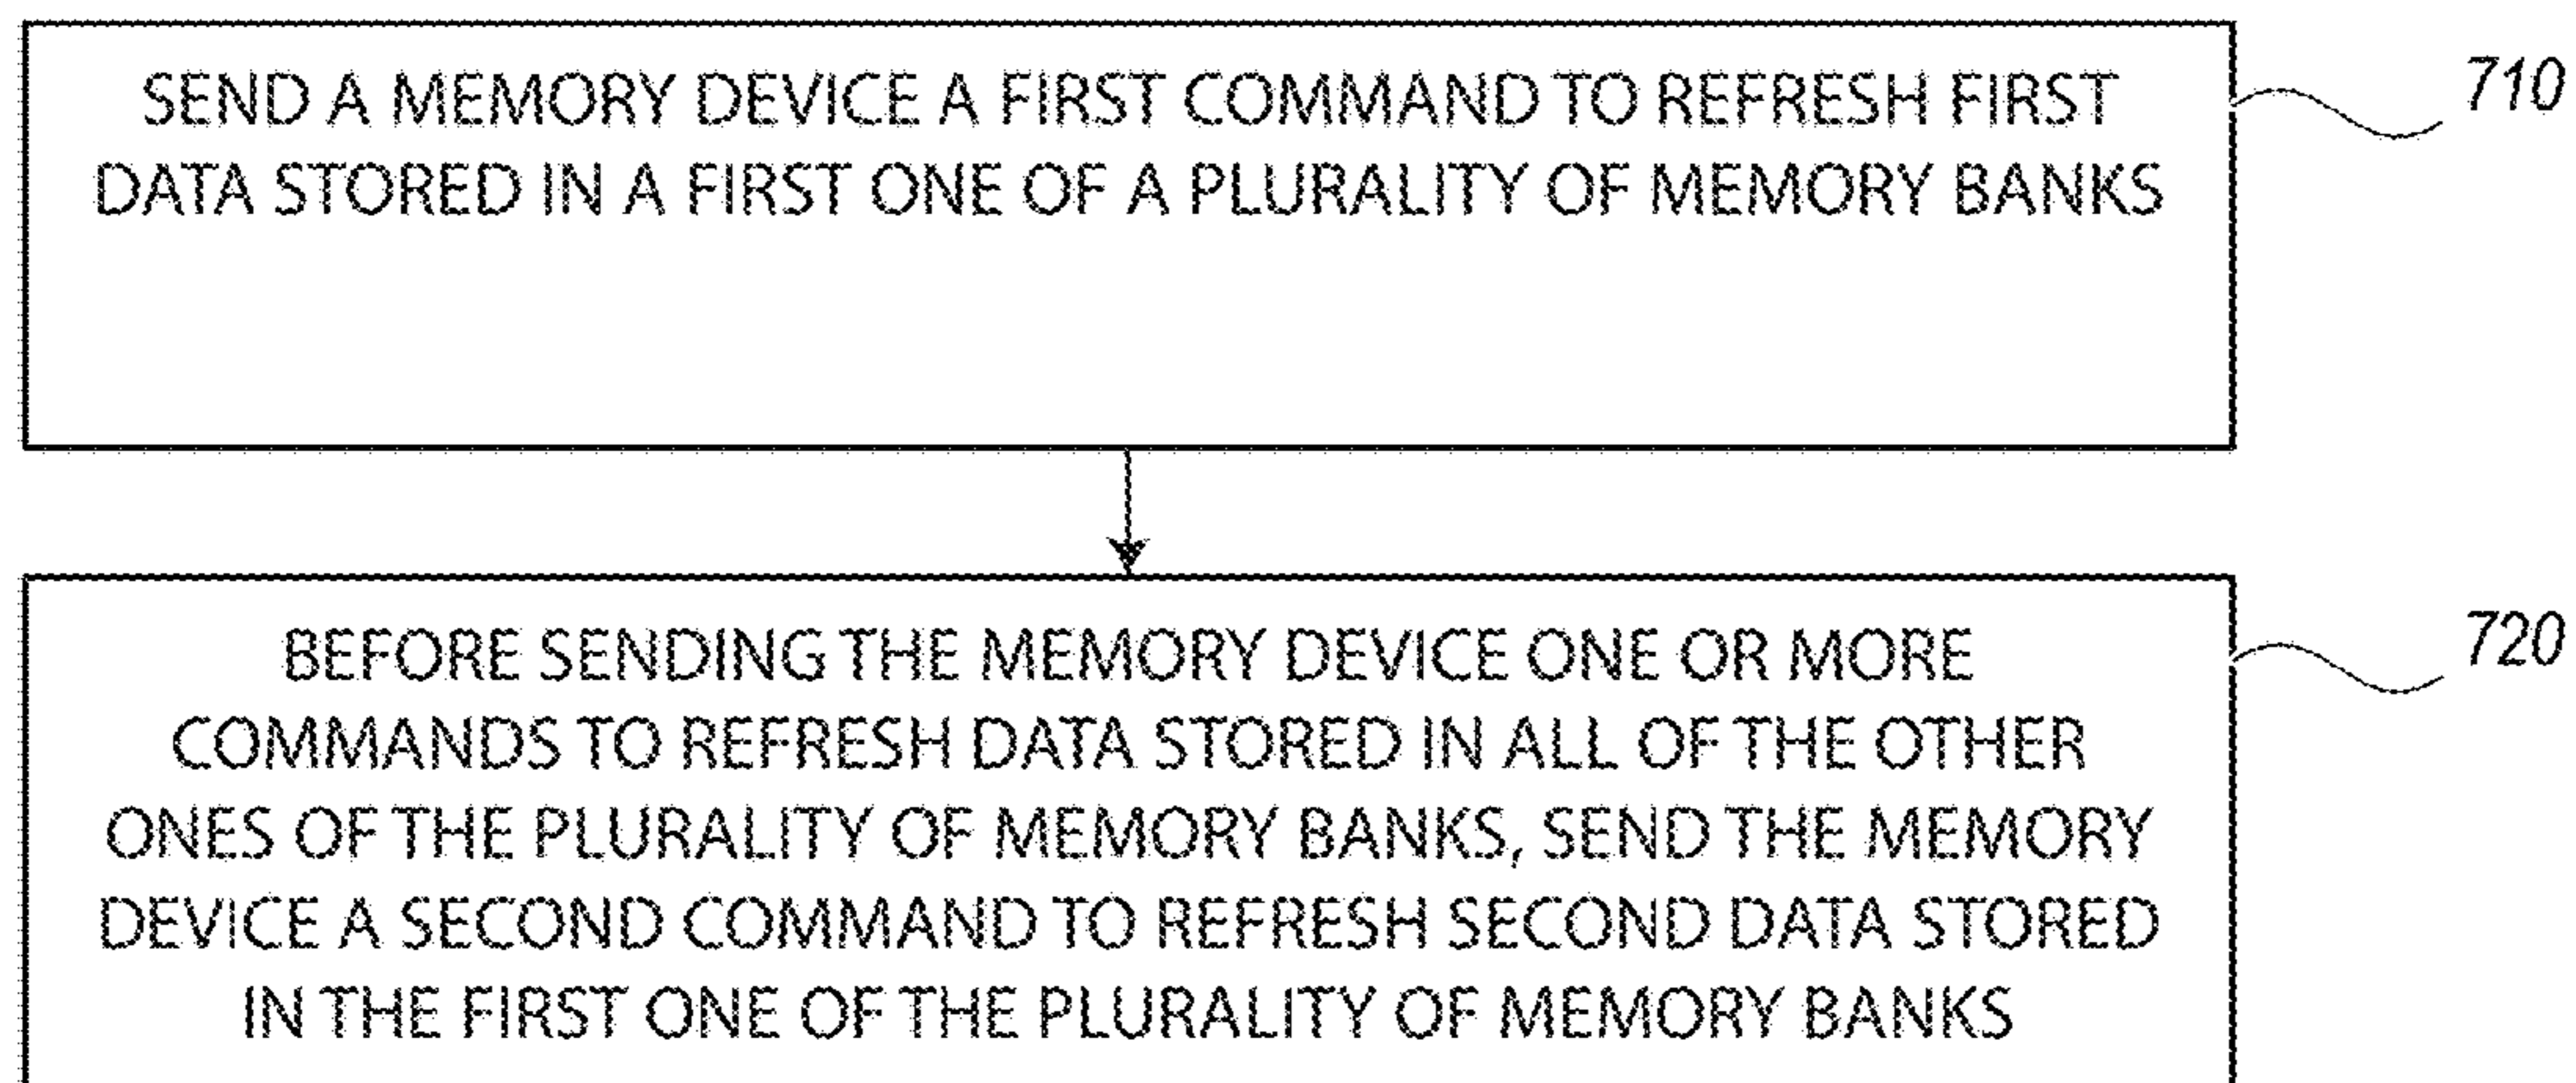 SEND A MEMORY DEVICE A FIRST COMMAND TO REFRESH FIRST
DATA STORED IN A FIRST ONE OF A PLURALITY OF MEMORY BANKS
710
BEFORE SENDING THE MEMORY DEVICE ONE OR MORE
COMMANDS TO REFRESH DATA STORED IN ALL OF THE OTHER
ONES OF THE PLURALITY OF MEMORY BANKS, SEND THE MEMORY
DEVICE A SECOND COMMAND TO REFRESH SECOND DATA STORED
IN THE FIRST ONE OF THE PLURALITY OF MEMORY BANKS
720